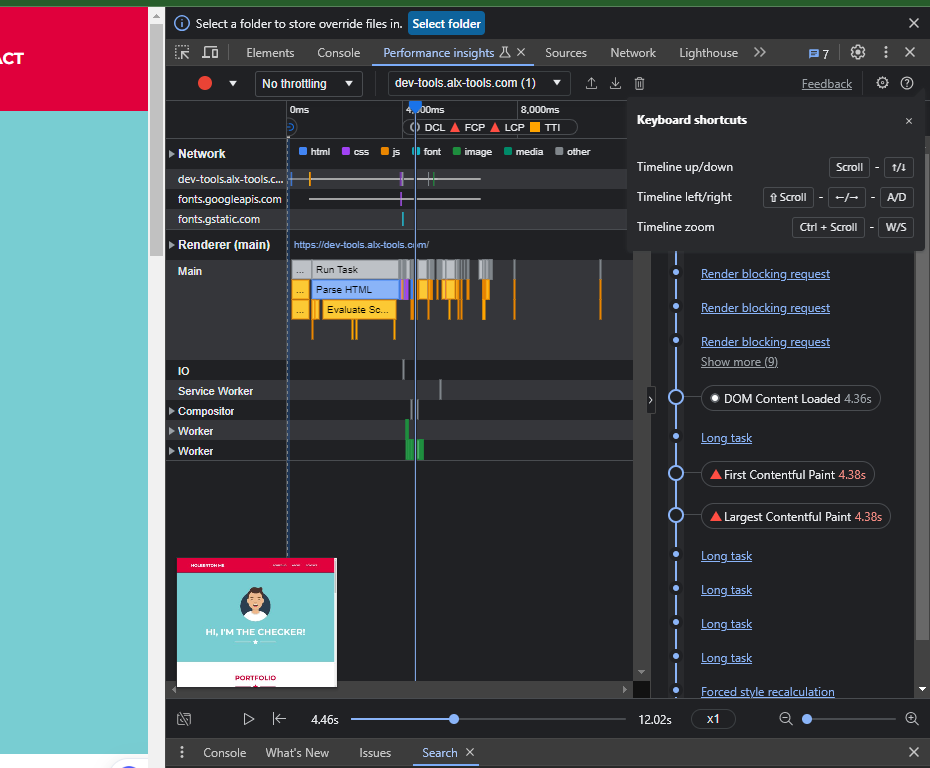 ACT
Select a folder to store override files in. Select folder
Elements Console Performance insights Sources Network Lighthouse 7
No throttling dev-tools.alx-tools.com (1) Feedback
0ms 8,000ms
DCL FCP LCP TTI
Network html css js font image media other
dev-tools.alx-tools.c...
fonts.googleapis.com
fonts.gstatic.com
Renderer (main) https://dev-tools.alx-tools.com/
Main ... Run Task
... Parse HTML
... Evaluate Sc...
IO
Service Worker
Compositor
Worker
Worker
HI, I'M THE CHECKER!
PORTFOLIO
Keyboard shortcuts ×
Timeline up/down Scroll - ↑/↓
Timeline left/right ⇧ Scroll - ←/→ - A/D
Timeline zoom Ctrl + Scroll - W/S
Render blocking request
Render blocking request
Render blocking request
Show more (9)
DOM Content Loaded 4.36s
Long task
First Contentful Paint 4.38s
Largest Contentful Paint 4.38s
Long task
Long task
Long task
Long task
Forced style recalculation
4.46s 12.02s x1
Console What's New Issues Search